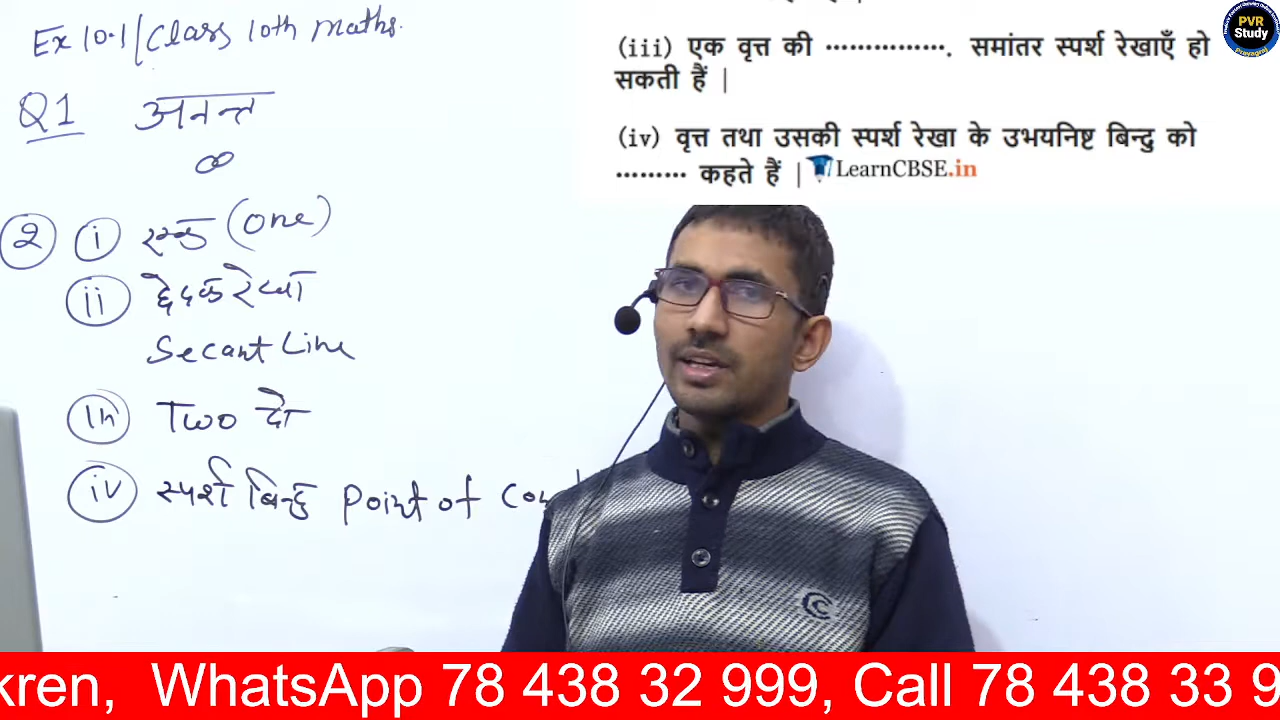 Ex 10.1/Class 10th maths.
Q1 अनन्त
∞
2 i एक (one)
ii छेदक रेखा
Secant Line
iii Two दो
iv स्पर्श बिन्दु Point of
(iii) एक वृत्त की ................. समांतर स्पर्श रेखाएँ हो
सकती हैं |
(iv) वृत्त तथा उसकी स्पर्श रेखा के उभयनिष्ट बिन्दु को
......... कहते हैं | LearnCBSE.in
PVR
Study
Prayagraj
kren, WhatsApp 78 438 32 999, Call 78 438 33 9